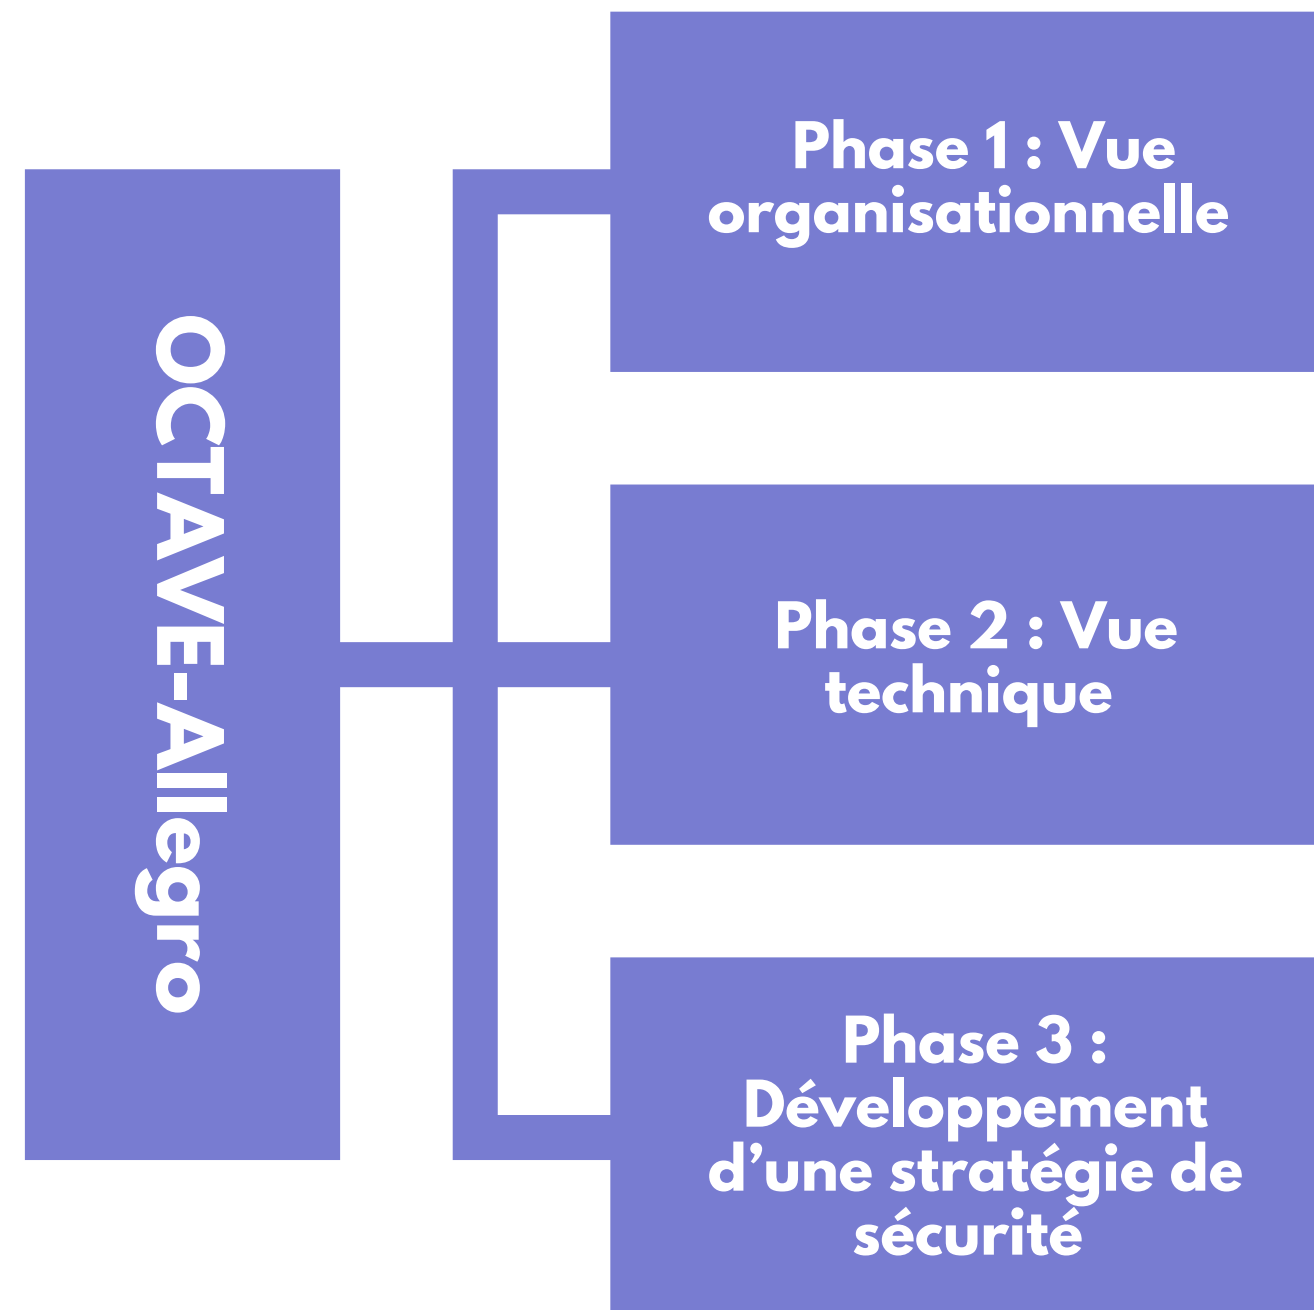 OCTAVE-Allegro
Phase 1 : Vue
organisationnelle
Phase 2 : Vue
technique
Phase 3 :
Développement
d’une stratégie de
sécurité